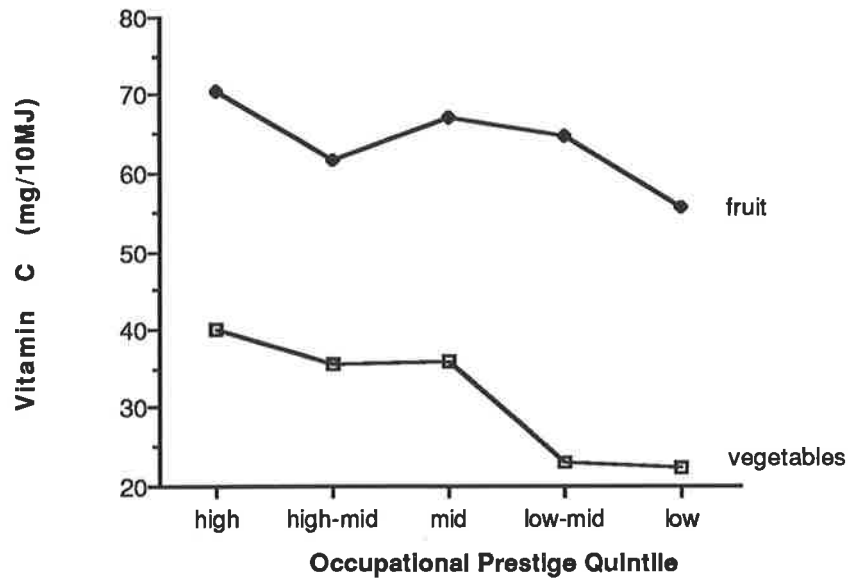 80
70
60
50
40
30
20
Vitamin C (mg/10MJ)
fruit
vegetables
high high-mid mid low-mid low
Occupational Prestige Quintile